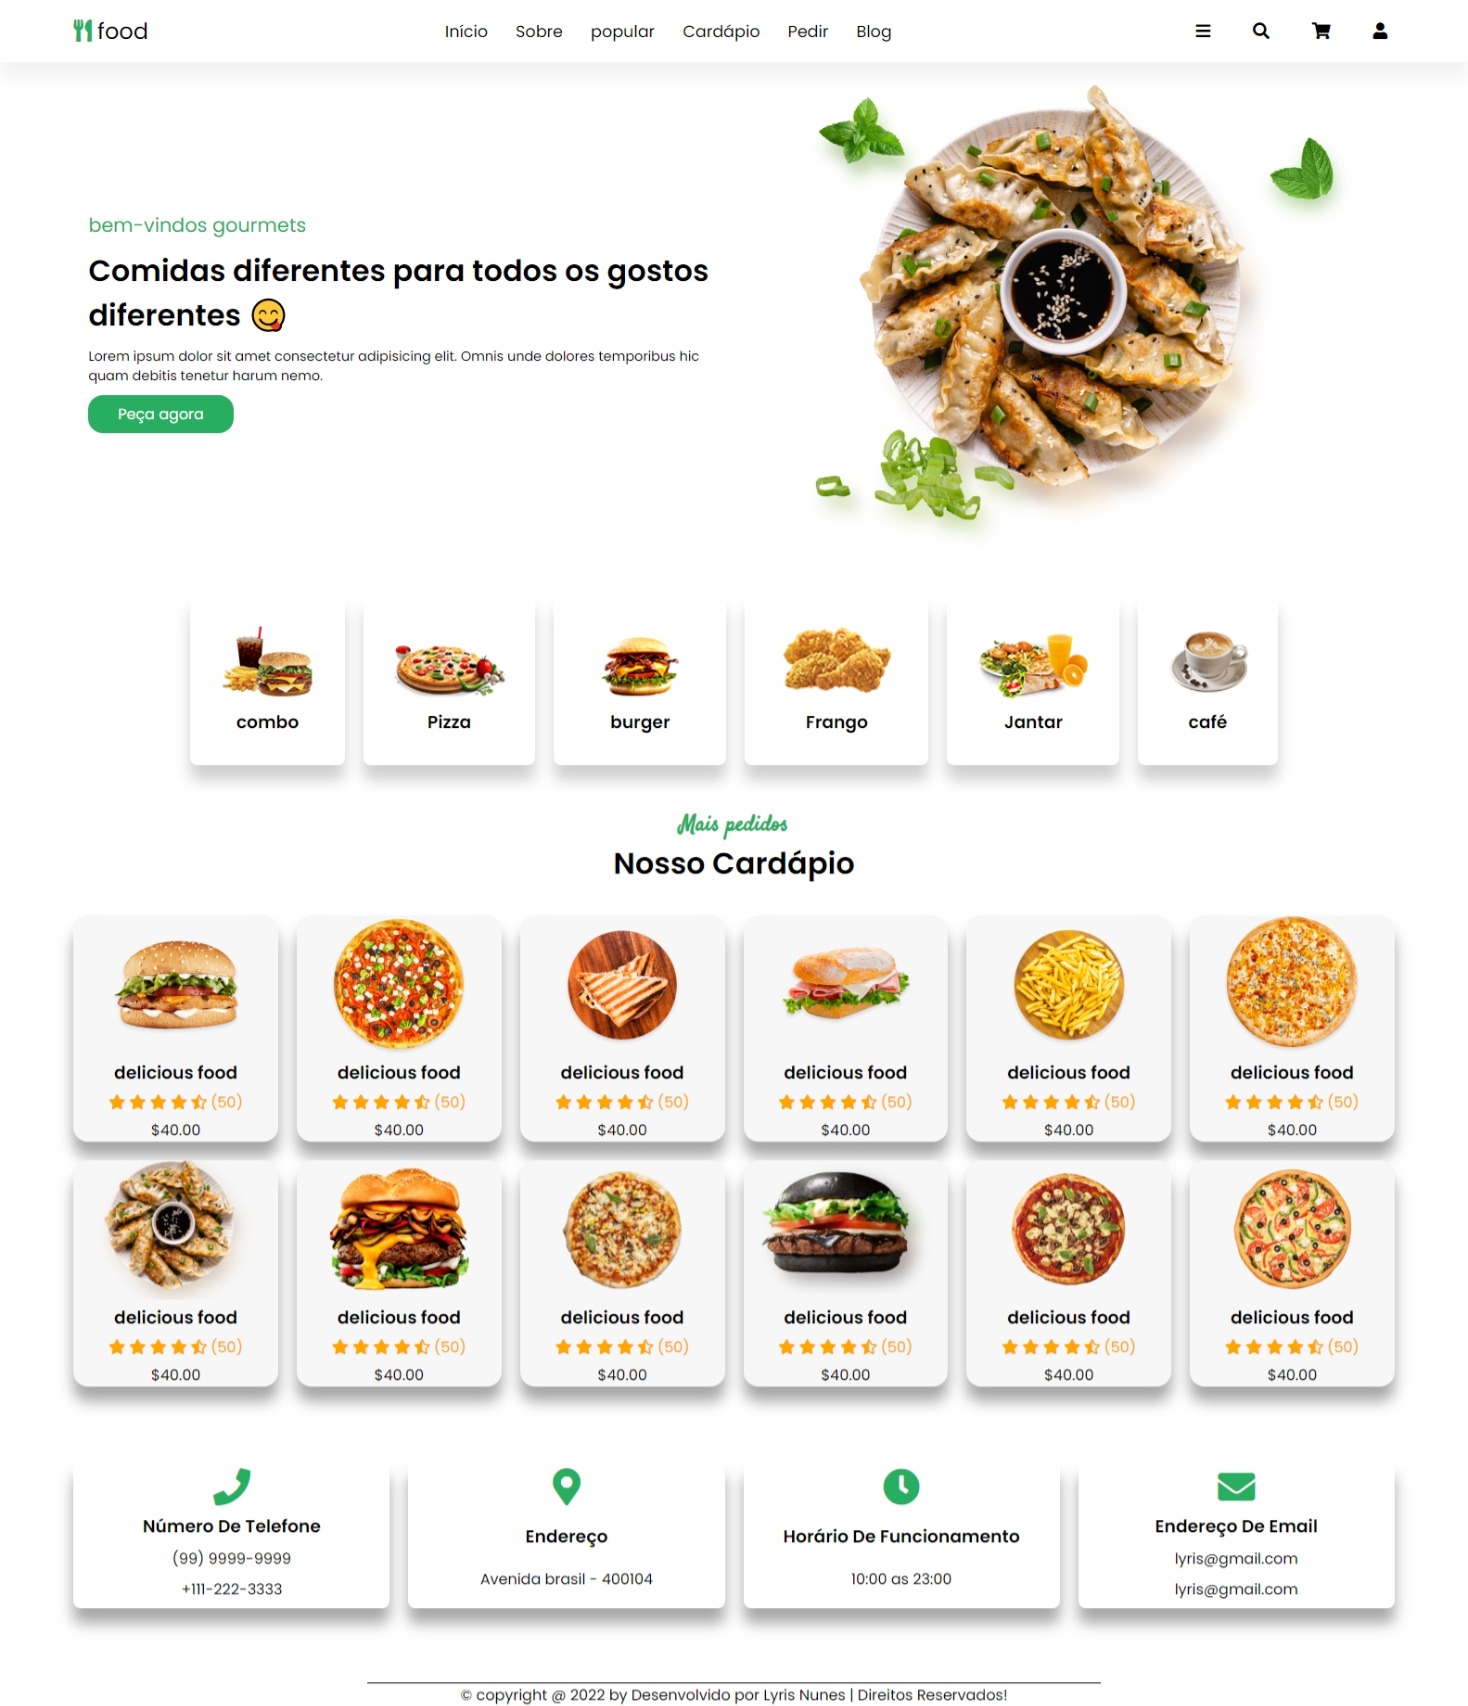 food
Início Sobre popular Cardápio Pedir Blog
bem-vindos gourmets
Comidas diferentes para todos os gostos
diferentes 😋
Lorem ipsum dolor sit amet consectetur adipisicing elit. Omnis unde dolores temporibus hic
quam debitis tenetur harum nemo.
Peça agora
combo Pizza burger Frango Jantar café
Mais pedidos
Nosso Cardápio
delicious food delicious food delicious food delicious food delicious food delicious food
(50) (50) (50) (50) (50) (50)
$40.00 $40.00 $40.00 $40.00 $40.00 $40.00
delicious food delicious food delicious food delicious food delicious food delicious food
(50) (50) (50) (50) (50) (50)
$40.00 $40.00 $40.00 $40.00 $40.00 $40.00
Número De Telefone
(99) 9999-9999
+111-222-3333
Endereço
Avenida brasil - 400104
Horário De Funcionamento
10:00 as 23:00
Endereço De Email
lyris@gmail.com
lyris@gmail.com
© copyright @ 2022 by Desenvolvido por Lyris Nunes | Direitos Reservados!